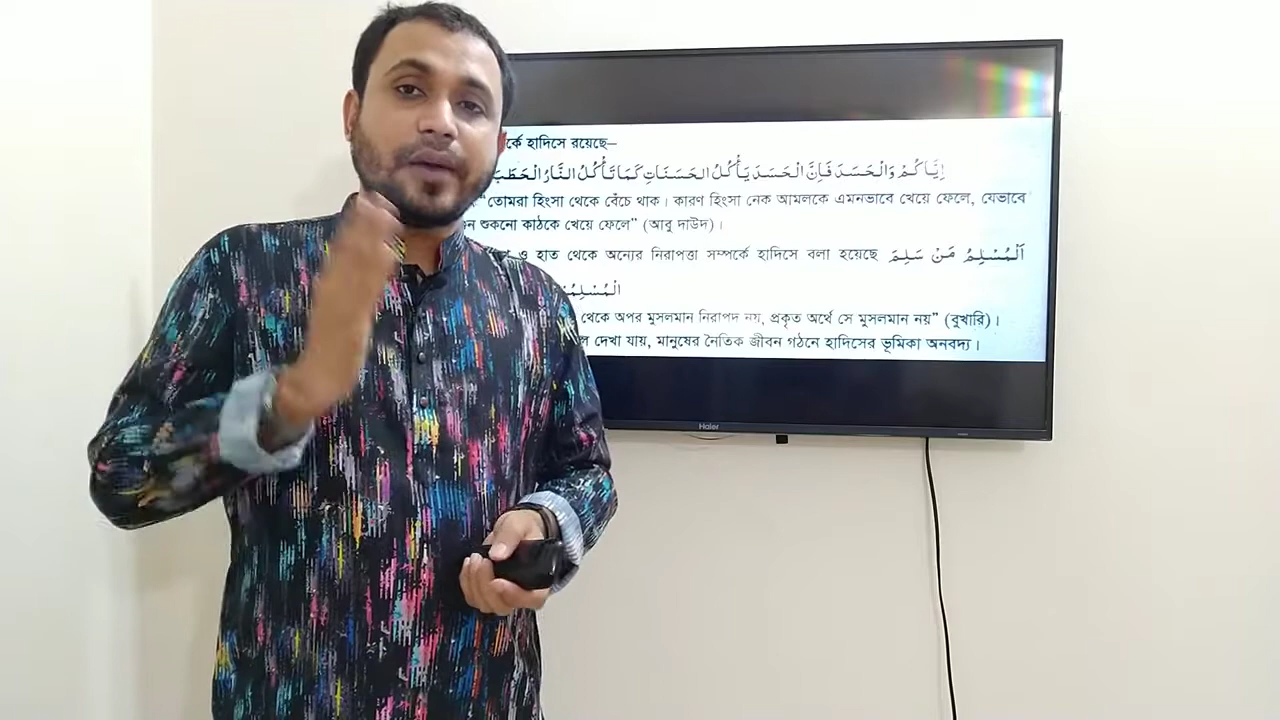 র্কে হাদিসে রয়েছে–
اِيَّاكُمْ وَالْحَسَدَ فَاِنَّ الْحَسَدَ يَأْكُلُ الْحَسَنَاتِ كَمَا تَأْكُلُ النَّارُ الْحَطَبَ
“তোমরা হিংসা থেকে বেঁচে থাক। কারণ হিংসা নেক আমলকে এমনভাবে খেয়ে ফেলে, যেভাবে
শুকনো কাঠকে খেয়ে ফেলে” (আবু দাউদ)।
ও হাত থেকে অন্যের নিরাপত্তা সম্পর্কে হাদিসে বলা হয়েছে اَلْمُسْلِمُ مَنْ سَلِمَ
থেকে অপর মুসলমান নিরাপদ নয়, প্রকৃত অর্থে সে মুসলমান নয়” (বুখারি)।
দেখা যায়, মানুষের নৈতিক জীবন গঠনে হাদিসের ভূমিকা অনবদ্য।
Haier